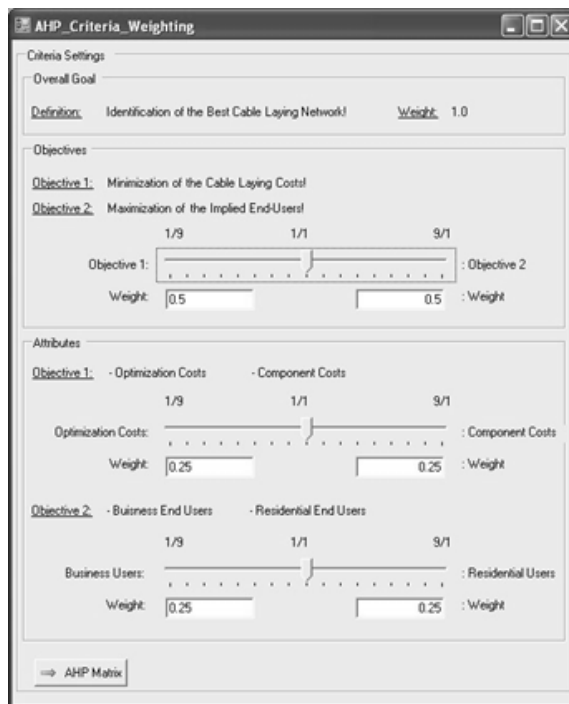 AHP_Criteria_Weighting
Criteria Settings
Overall Goal
Definition: Identification of the Best Cable Laying Network! Weight: 1.0
Objectives
Objective 1: Minimization of the Cable Laying Costs!
Objective 2: Maximization of the Implied End-Users!
1/9 1/1 9/1
Objective 1: : Objective 2
Weight: 0.5 0.5 : Weight
Attributes
Objective 1: - Optimization Costs - Component Costs
1/9 1/1 9/1
Optimization Costs: : Component Costs
Weight: 0.25 0.25 : Weight
Objective 2: - Buisness End Users - Residential End Users
1/9 1/1 9/1
Business Users: : Residential Users
Weight: 0.25 0.25 : Weight
⇒ AHP Matrix